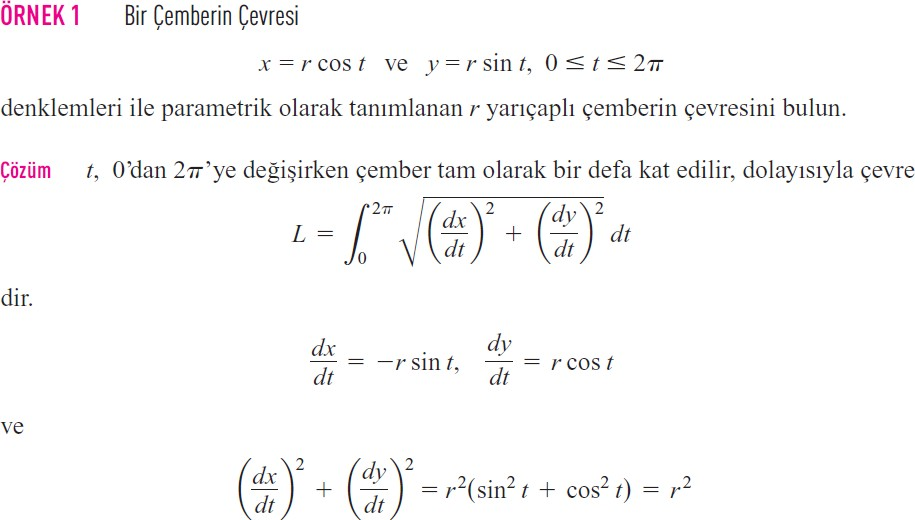 ÖRNEK 1 Bir Çemberin Çevresi
x = r cos t ve y = r sin t, 0 ≤ t ≤ 2π
denklemleri ile parametrik olarak tanımlanan r yarıçaplı çemberin çevresini bulun.
Çözüm t, 0’dan 2π’ye değişirken çember tam olarak bir defa kat edilir, dolayısıyla çevre
L = ∫₀^{2π} √((dx/dt)² + (dy/dt)²) dt
dir.
dx/dt = −r sin t, dy/dt = r cos t
ve
(dx/dt)² + (dy/dt)² = r²(sin² t + cos² t) = r²